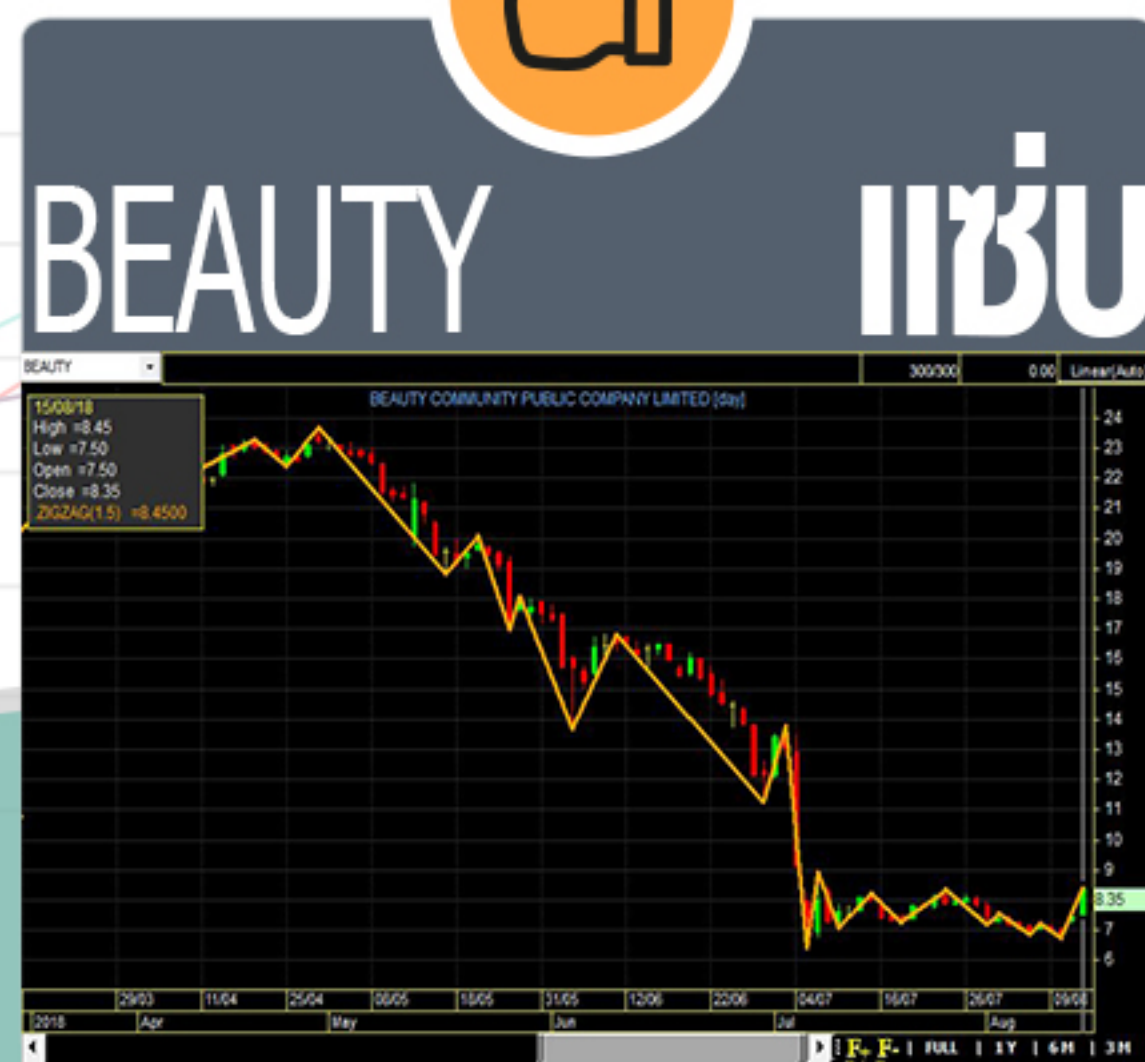 BEAUTY แช่บ
BEAUTY 300/300 0.00 Linear(Auto
BEAUTY COMMUNITY PUBLIC COMPANY LIMITED [day]
15/08/18
High =8.45
Low =7.50
Open =7.50
Close =8.35
ZIGZAG(1.5) =8.4500
24
23
22
21
20
19
18
17
16
15
14
13
12
11
10
9
8.35
7
6
29/03 11/04 25/04 08/05 18/05 31/05 12/06 22/06 04/07 16/07 26/07 09/08
2018 Apr May Jun Jul Aug
F+ F- | FULL | 1Y | 6M | 3M